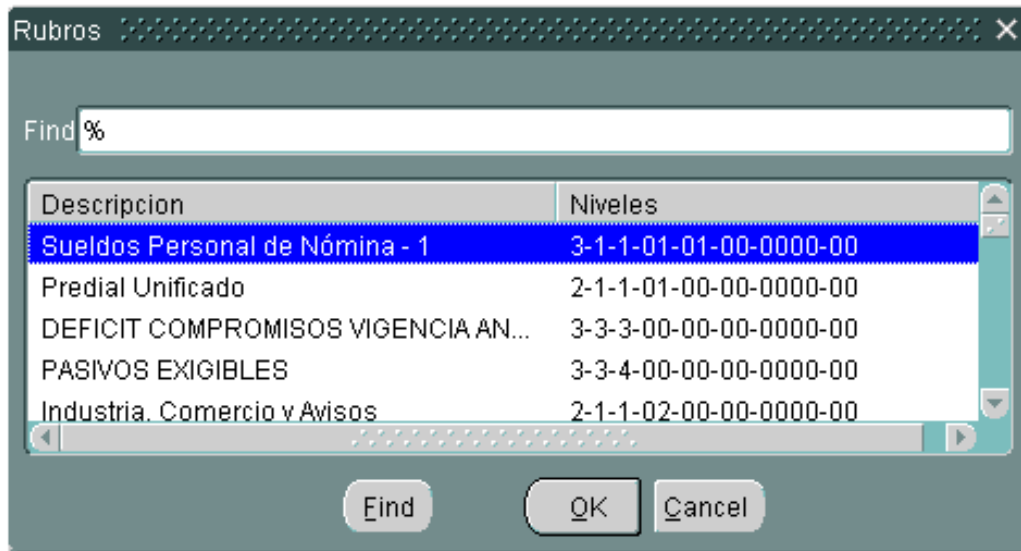 Rubros
Find %
Descripcion Niveles
Sueldos Personal de Nómina - 1 3-1-1-01-01-00-0000-00
Predial Unificado 2-1-1-01-00-00-0000-00
DEFICIT COMPROMISOS VIGENCIA AN... 3-3-3-00-00-00-0000-00
PASIVOS EXIGIBLES 3-3-4-00-00-00-0000-00
Industria, Comercio y Avisos 2-1-1-02-00-00-0000-00
Find OK Cancel